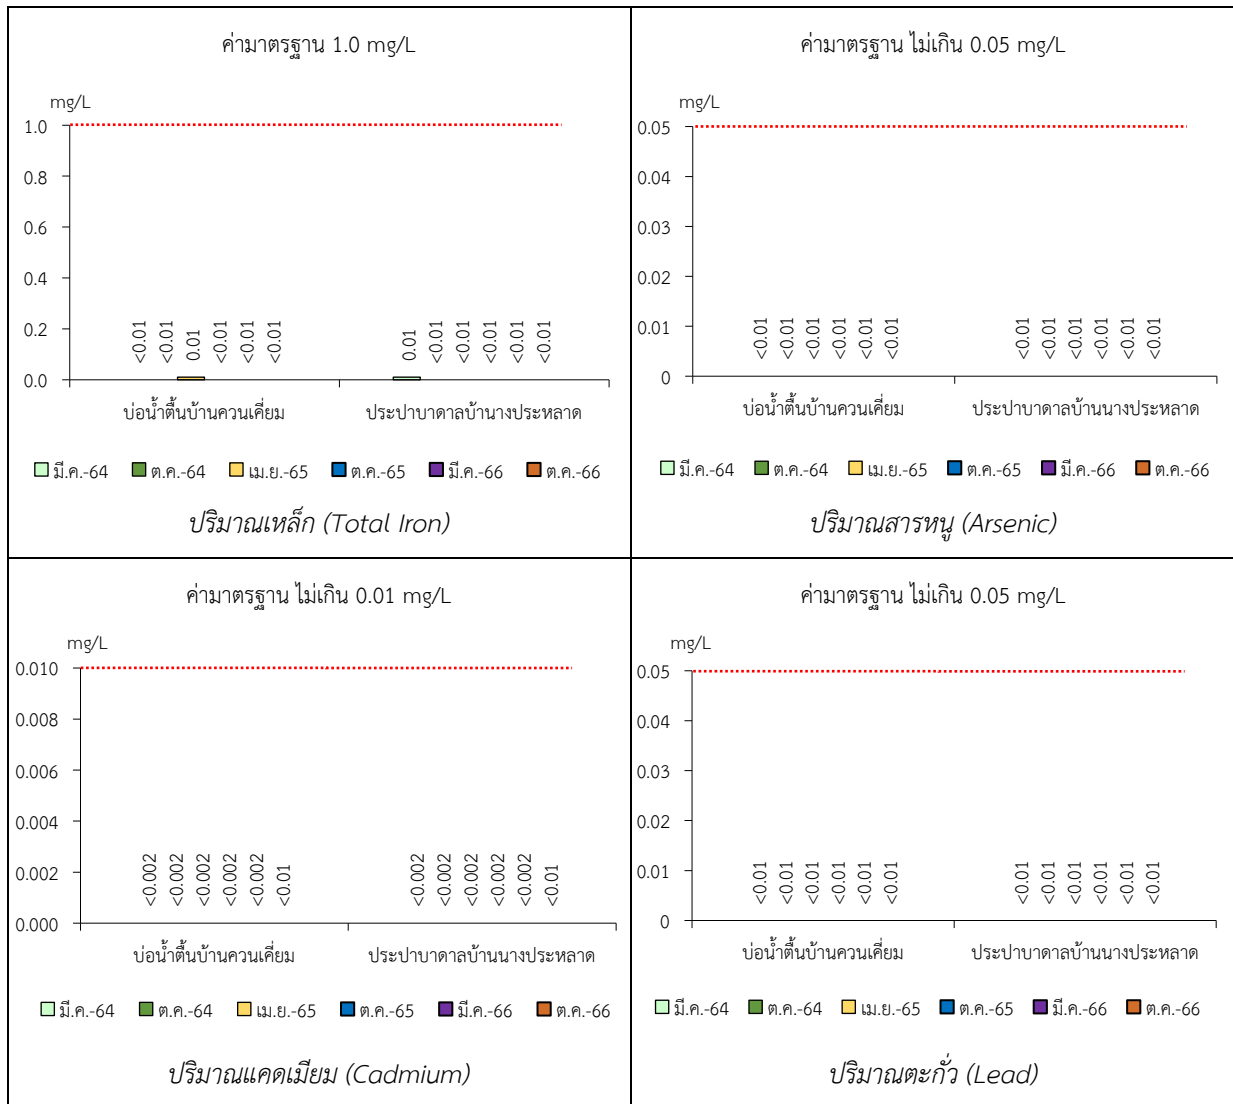 ค่ามาตรฐาน 1.0 mg/L
mg/L
1.0
0.8
0.6
0.4
0.2
0.0
<0.01 <0.01 0.01 <0.01 <0.01 <0.01
0.01 <0.01 <0.01 <0.01 <0.01 <0.01
บ่อน้ำตื้นบ้านควนเคี่ยม ประปาบาดาลบ้านนางประหลาด
มี.ค.-64 ต.ค.-64 เม.ย.-65 ต.ค.-65 มี.ค.-66 ต.ค.-66
ปริมาณเหล็ก (Total Iron)
ค่ามาตรฐาน ไม่เกิน 0.05 mg/L
mg/L
0.05
0.04
0.03
0.02
0.01
0
<0.01 <0.01 <0.01 <0.01 <0.01 <0.01
<0.01 <0.01 <0.01 <0.01 <0.01 <0.01
บ่อน้ำตื้นบ้านควนเคี่ยม ประปาบาดาลบ้านนางประหลาด
มี.ค.-64 ต.ค.-64 เม.ย.-65 ต.ค.-65 มี.ค.-66 ต.ค.-66
ปริมาณสารหนู (Arsenic)
ค่ามาตรฐาน ไม่เกิน 0.01 mg/L
mg/L
0.010
0.008
0.006
0.004
0.002
0.000
<0.002 <0.002 <0.002 <0.002 <0.002 <0.01
<0.002 <0.002 <0.002 <0.002 <0.002 <0.01
บ่อน้ำตื้นบ้านควนเคี่ยม ประปาบาดาลบ้านนางประหลาด
มี.ค.-64 ต.ค.-64 เม.ย.-65 ต.ค.-65 มี.ค.-66 ต.ค.-66
ปริมาณแคดเมียม (Cadmium)
ค่ามาตรฐาน ไม่เกิน 0.05 mg/L
mg/L
0.05
0.04
0.03
0.02
0.01
0
<0.01 <0.01 <0.01 <0.01 <0.01 <0.01
<0.01 <0.01 <0.01 <0.01 <0.01 <0.01
บ่อน้ำตื้นบ้านควนเคี่ยม ประปาบาดาลบ้านนางประหลาด
มี.ค.-64 ต.ค.-64 เม.ย.-65 ต.ค.-65 มี.ค.-66 ต.ค.-66
ปริมาณตะกั่ว (Lead)